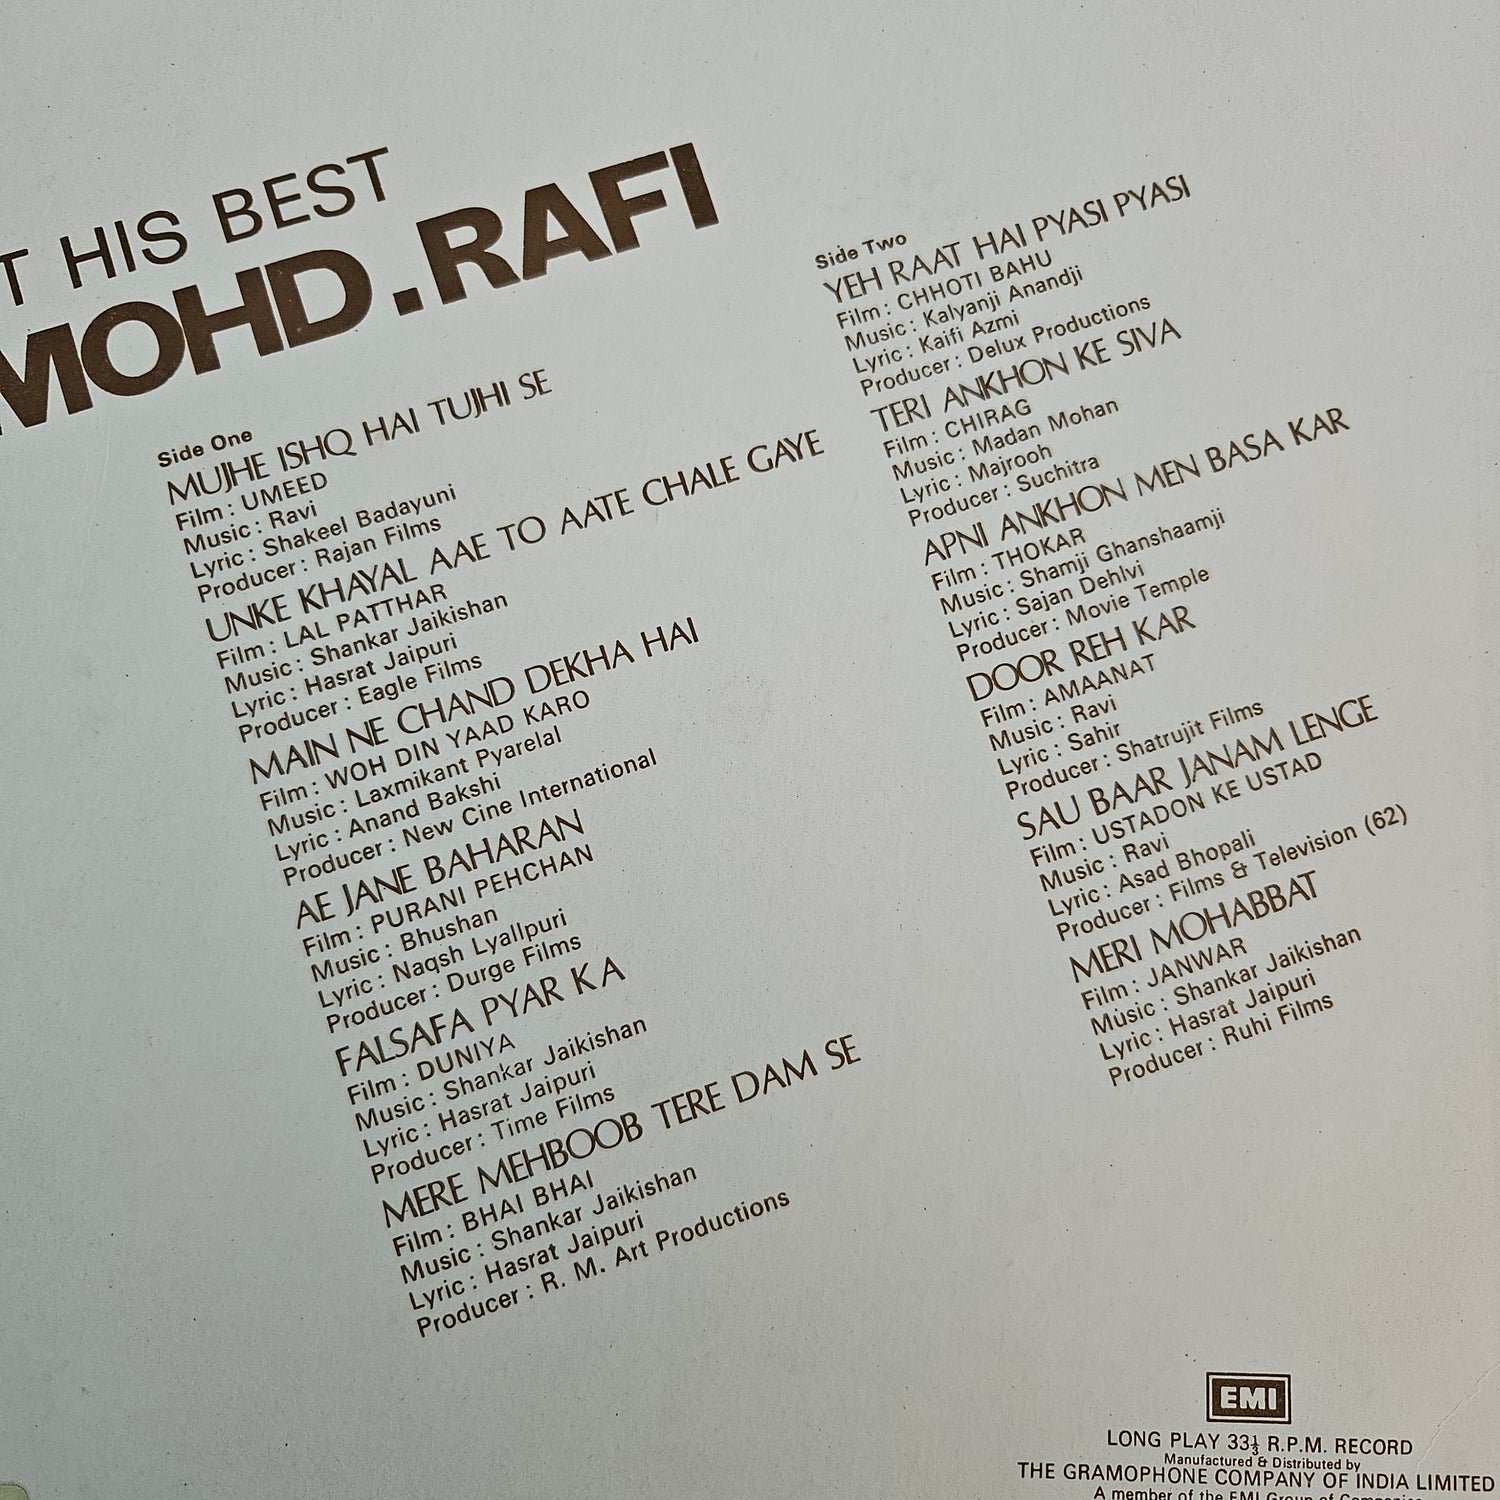 T HIS BEST
MOHD. RAFI
Side One
MUJHE ISHQ HAI TUJHI SE
Film : UMEED
Music : Ravi
Lyric : Shakeel Badayuni
Producer : Rajan Films
UNKE KHAYAL AAE TO AATE CHALE GAYE
Film : LAL PATTHAR
Music : Shankar Jaikishan
Lyric : Hasrat Jaipuri
Producer : Eagle Films
MAIN NE CHAND DEKHA HAI
Film : WOH DIN YAAD KARO
Music : Laxmikant Pyarelal
Lyric : Anand Bakshi
Producer : New Cine International
AE JANE BAHARAN
Film : PURANI PEHCHAN
Music : Bhushan
Lyric : Naqsh Lyallpuri
Producer : Durge Films
FALSAFA PYAR KA
Film : DUNIYA
Music : Shankar Jaikishan
Lyric : Hasrat Jaipuri
Producer : Time Films
MERE MEHBOOB TERE DAM SE
Film : BHAI BHAI
Music : Shankar Jaikishan
Lyric : Hasrat Jaipuri
Producer : R. M. Art Productions
Side Two
YEH RAAT HAI PYASI PYASI
Film : CHHOTI BAHU
Music : Kalyanji Anandji
Lyric : Kaifi Azmi
Producer : Delux Productions
TERI ANKHON KE SIVA
Film : CHIRAG
Music : Madan Mohan
Lyric : Majrooh
Producer : Suchitra
APNI ANKHON MEN BASA KAR
Film : THOKAR
Music : Shamji Ghanshaamji
Lyric : Sajan Dehlvi
Producer : Movie Temple
DOOR REH KAR
Film : AMAANAT
Music : Ravi
Lyric : Sahir
Producer : Shatrujit Films
SAU BAAR JANAM LENGE
Film : USTADON KE USTAD
Music : Ravi
Lyric : Asad Bhopali
Producer : Films & Television (62)
MERI MOHABBAT
Film : JANWAR
Music : Shankar Jaikishan
Lyric : Hasrat Jaipuri
Producer : Ruhi Films
EMI
LONG PLAY 33⅓ R.P.M. RECORD
Manufactured & Distributed by
THE GRAMOPHONE COMPANY OF INDIA LIMITED
A member of the EMI Group of Companies